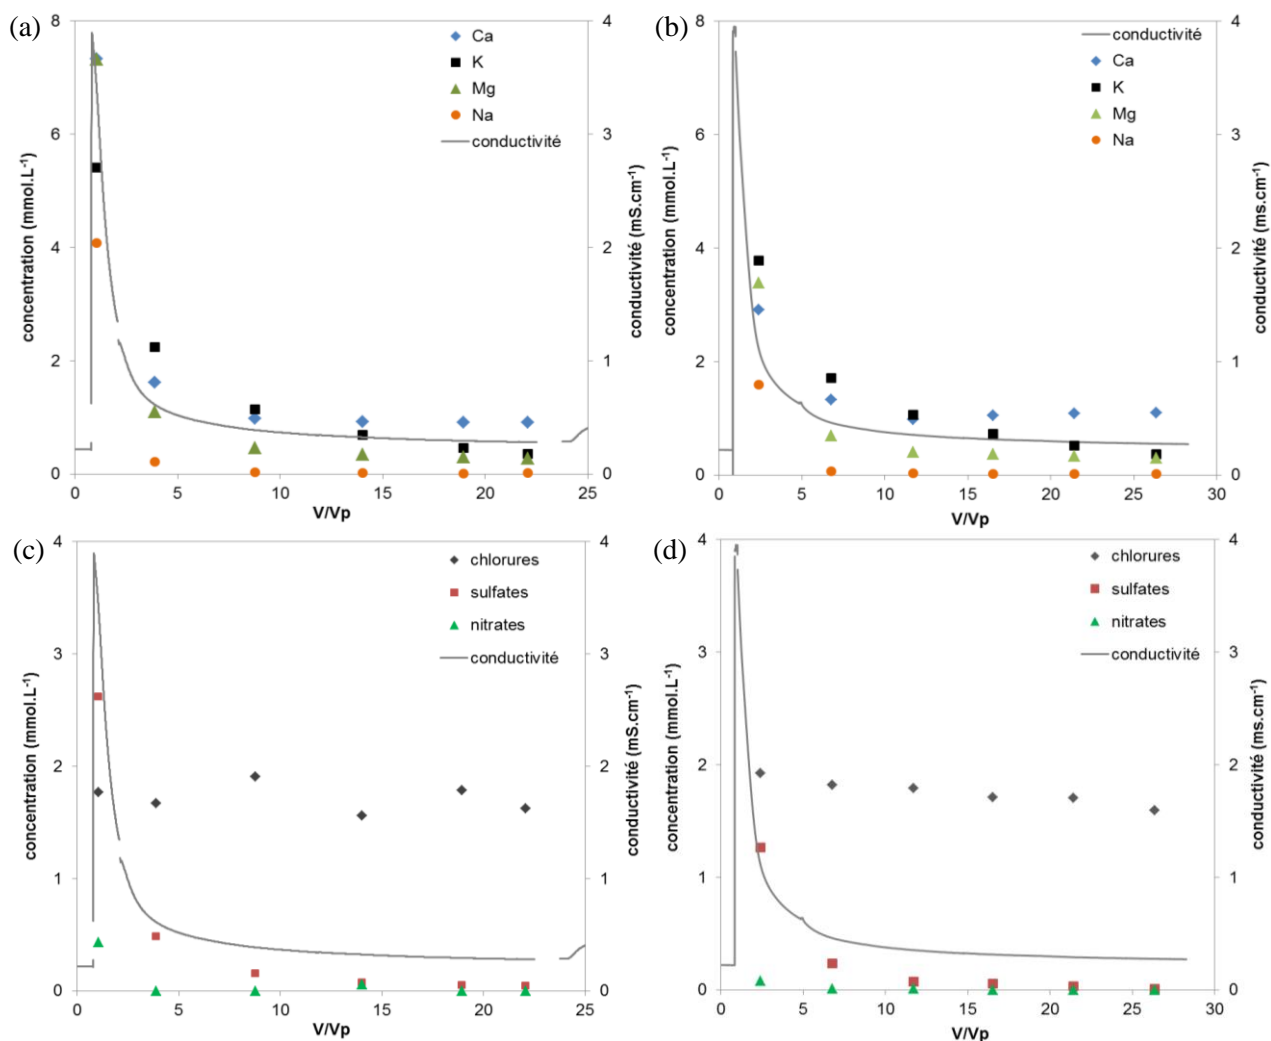 (a)
8
6
4
2
0
concentration (mmol.L⁻¹)
Ca
K
Mg
Na
conductivité
4
3
2
1
0
conductivité (mS.cm⁻¹)
0 5 10 15 20 25
V/Vp
(b)
8
6
4
2
0
concentration (mmol.L⁻¹)
conductivité
Ca
K
Mg
Na
4
3
2
1
0
conductivité (ms.cm⁻¹)
0 5 10 15 20 25 30
V/Vp
(c)
4
3
2
1
0
concentration (mmol.L⁻¹)
chlorures
sulfates
nitrates
conductivité
4
3
2
1
0
conductivité (mS.cm⁻¹)
0 5 10 15 20 25
V/Vp
(d)
4
3
2
1
0
concentration (mmol.L⁻¹)
chlorures
sulfates
nitrates
conductivité
4
3
2
1
0
conductivité (ms.cm⁻¹)
0 5 10 15 20 25 30
V/Vp